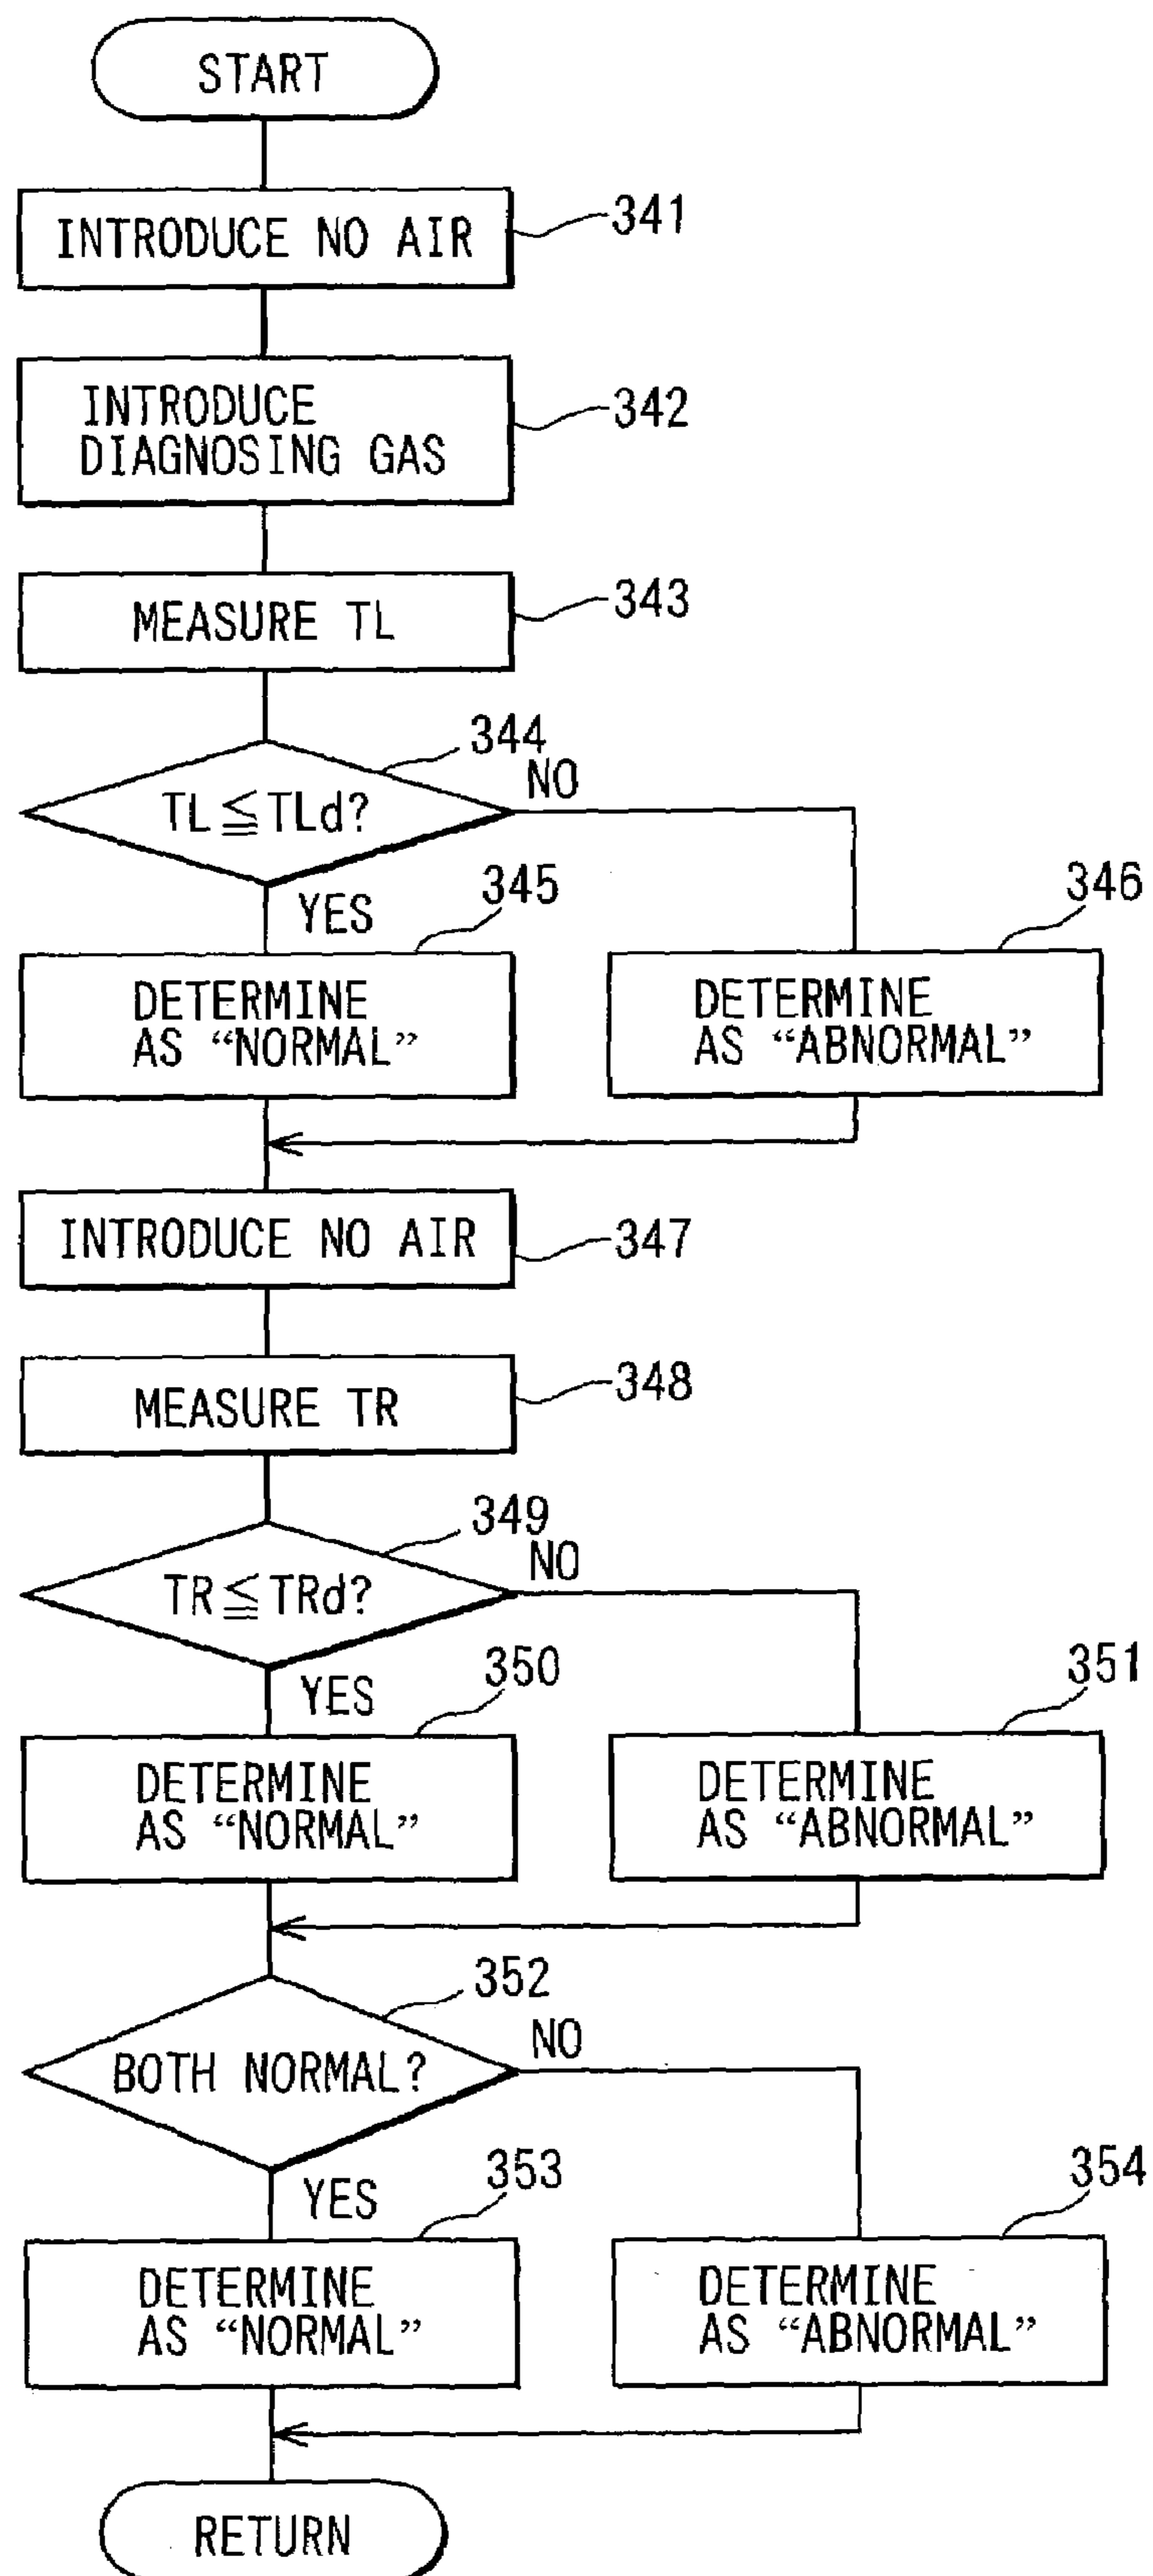 START
INTRODUCE NO AIR
341
INTRODUCE
DIAGNOSING GAS
342
MEASURE TL
343
344
TL≦TLd?
NO
YES
345
346
DETERMINE
AS “NORMAL”
DETERMINE
AS “ABNORMAL”
INTRODUCE NO AIR
347
MEASURE TR
348
349
TR≦TRd?
NO
YES
350
351
DETERMINE
AS “NORMAL”
DETERMINE
AS “ABNORMAL”
352
BOTH NORMAL?
NO
YES
353
354
DETERMINE
AS “NORMAL”
DETERMINE
AS “ABNORMAL”
RETURN